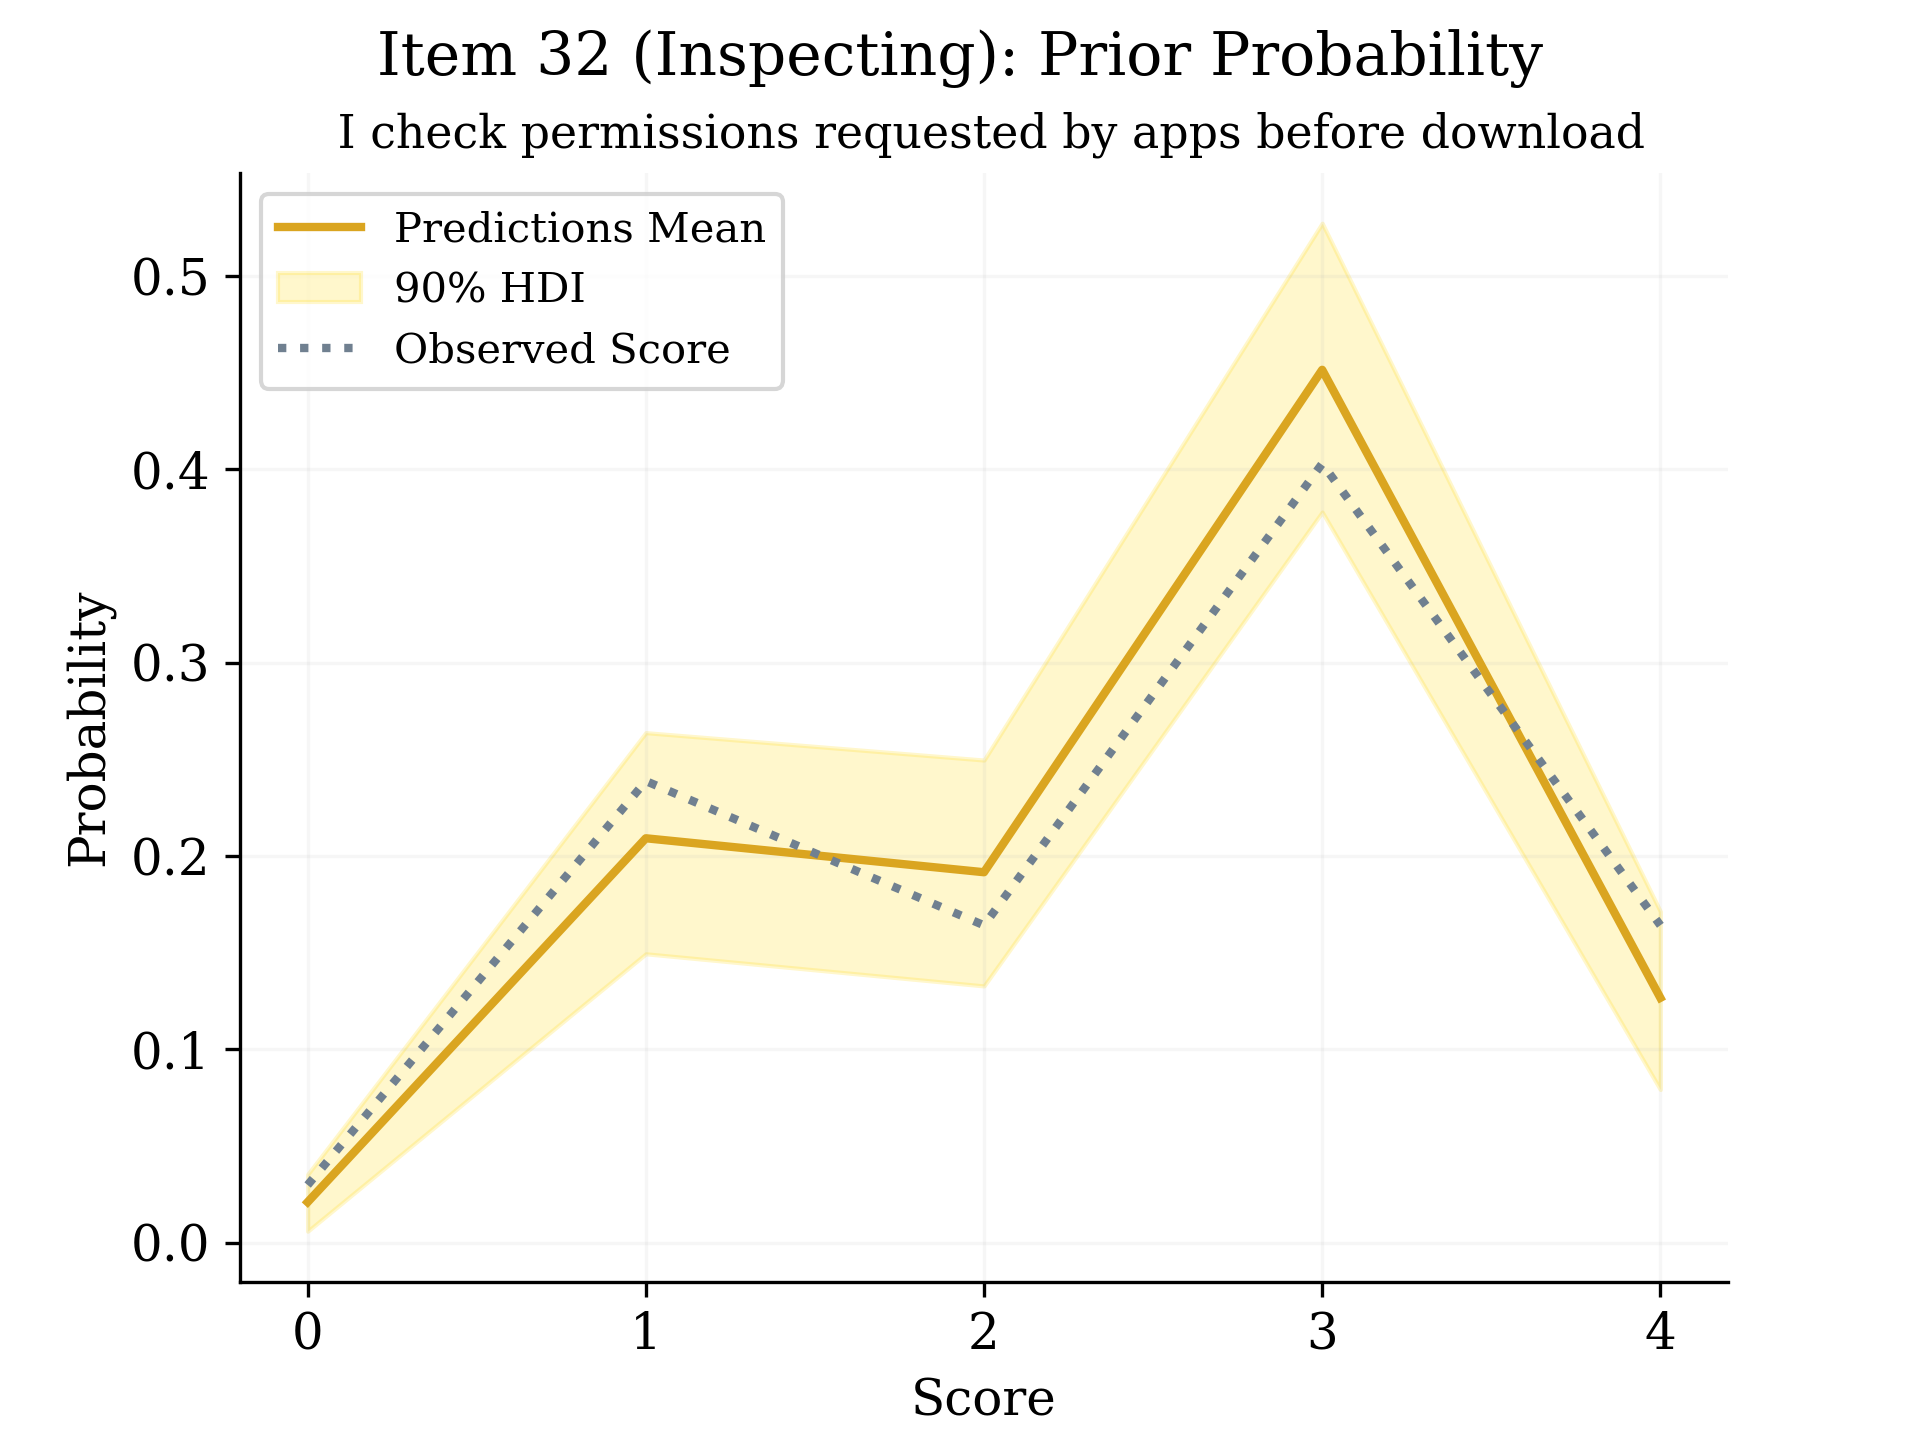 Item 32 (Inspecting): Prior Probability
I check permissions requested by apps before download
Predictions Mean
90% HDI
Observed Score
0.5
0.4
0.3
0.2
0.1
0.0
Probability
0 1 2 3 4
Score